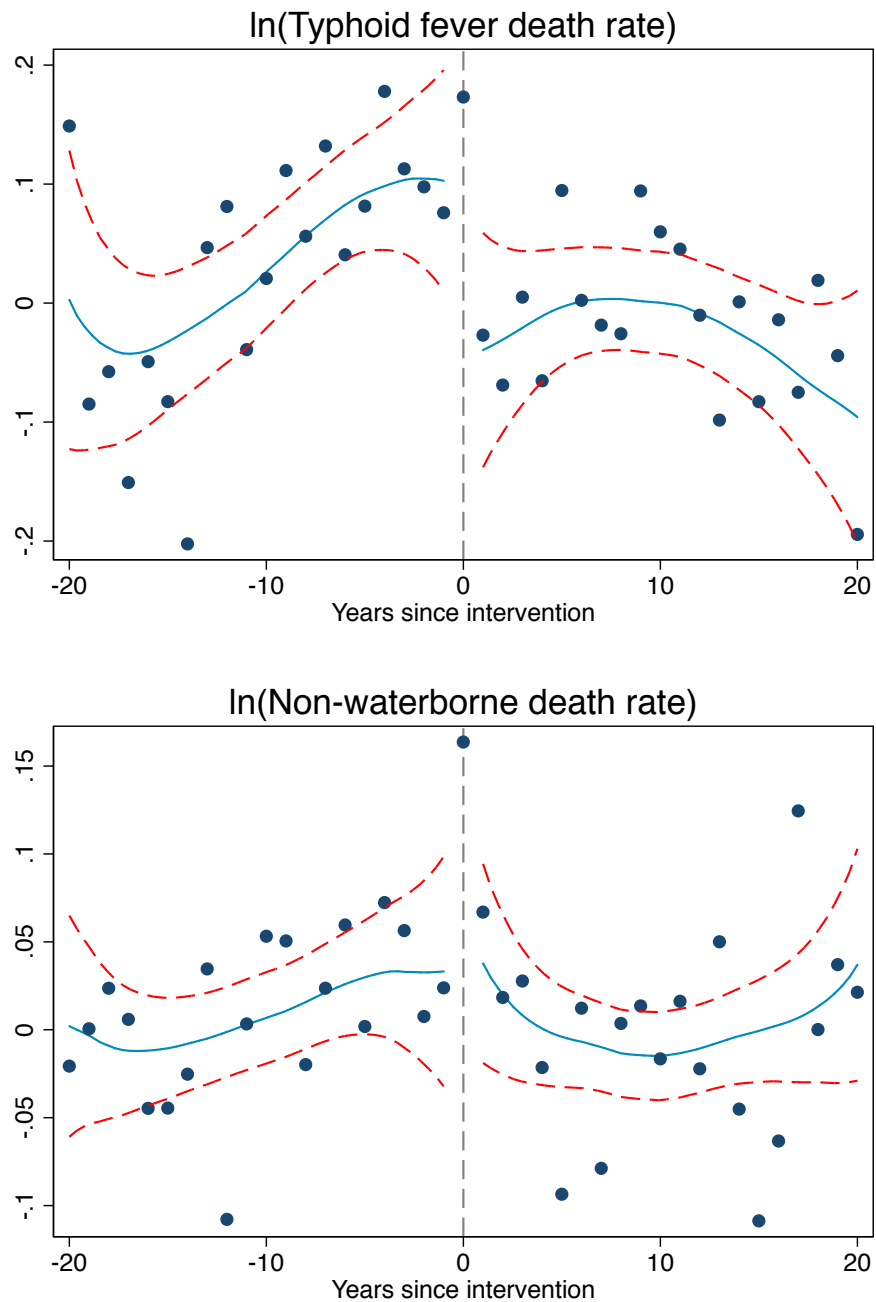 ln(Typhoid fever death rate)
.2
.1
0
-.1
-.2
-20 -10 0 10 20
Years since intervention
ln(Non-waterborne death rate)
.15
.1
.05
0
-.05
-.1
-20 -10 0 10 20
Years since intervention